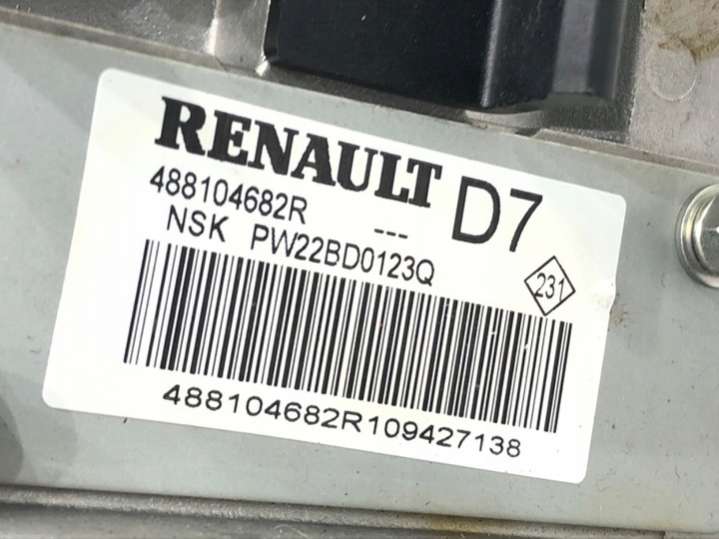 RENAULT
488104682R --- D7
NSK PW22BD0123Q
231
488104682R109427138